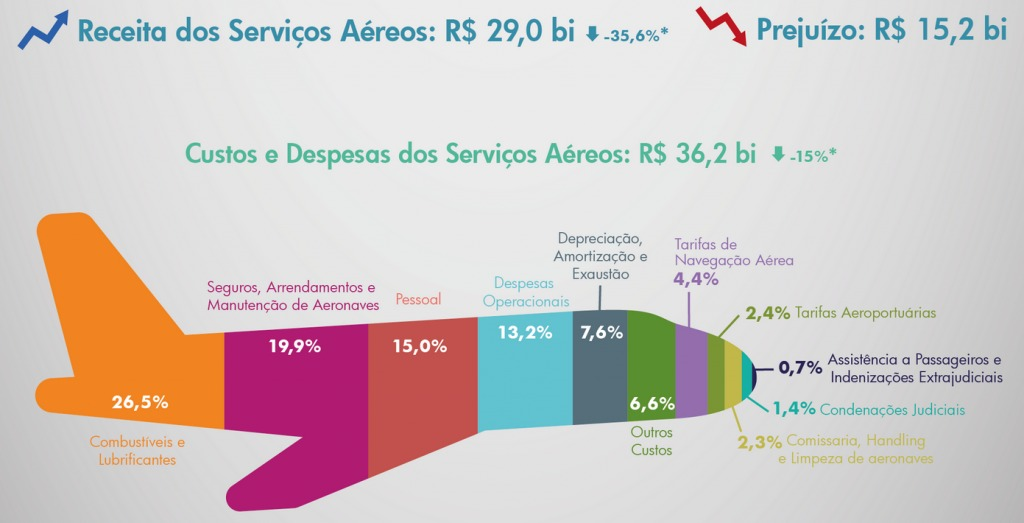 Receita dos Serviços Aéreos: R$ 29,0 bi -35,6%*
Prejuízo: R$ 15,2 bi
Custos e Despesas dos Serviços Aéreos: R$ 36,2 bi -15%*
26,5%
Combustíveis e
Lubrificantes
Seguros, Arrendamentos e
Manutenção de Aeronaves
19,9%
Pessoal
15,0%
Despesas
Operacionais
13,2%
Depreciação,
Amortização e
Exaustão
7,6%
6,6%
Outros
Custos
Tarifas de
Navegação Aérea
4,4%
2,4% Tarifas Aeroportuárias
0,7% Assistência a Passageiros e
Indenizações Extrajudiciais
1,4% Condenações Judiciais
2,3% Comissaria, Handling
e Limpeza de aeronaves